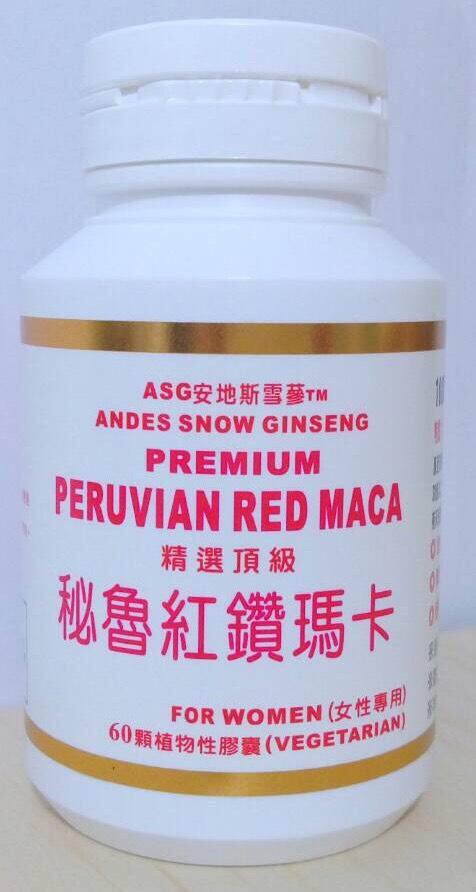 ASG安地斯雪蔘TM
ANDES SNOW GINSENG
PREMIUM
PERUVIAN RED MACA
精選頂級
秘魯紅鑽瑪卡
FOR WOMEN (女性專用)
60顆植物性膠囊(VEGETARIAN)